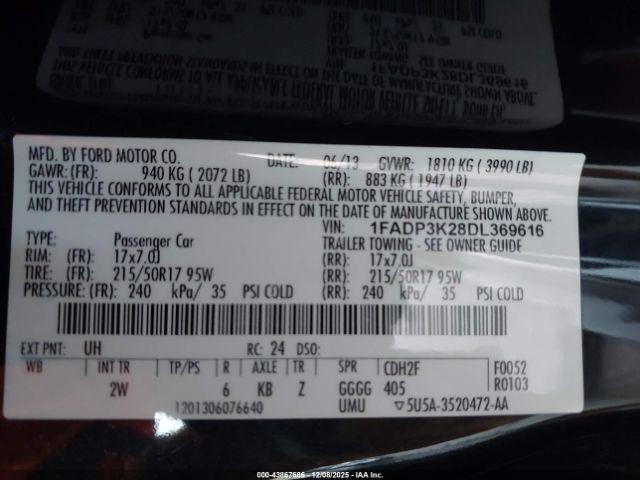 MFD. BY FORD MOTOR CO. DATE: 06/13 GVWR: 1810 KG ( 3990 LB)
GAWR: (FR): 940 KG ( 2072 LB) (RR): 883 KG ( 1947 LB)
THIS VEHICLE CONFORMS TO ALL APPLICABLE FEDERAL MOTOR VEHICLE SAFETY, BUMPER,
AND THEFT PREVENTION STANDARDS IN EFFECT ON THE DATE OF MANUFACTURE SHOWN ABOVE.
VIN: 1FADP3K28DL369616
TYPE: Passenger Car TRAILER TOWING - SEE OWNER GUIDE
RIM: (FR): 17x7.0J (RR): 17x7.0J
TIRE: (FR): 215/50R17 95W (RR): 215/50R17 95W
PRESSURE: (FR): 240 kPa/ 35 PSI COLD (RR): 240 kPa/ 35 PSI COLD
EXT PNT: UH RC: 24 DSO:
WB INT TR TP/PS R AXLE TR SPR CDH2F F0052
2W 6 KB Z GGGG 405 R0103
1201306076640 UMU ▽5U5A-3520472-AA
000-43867686 - 12/08/2025 - IAAI.COM